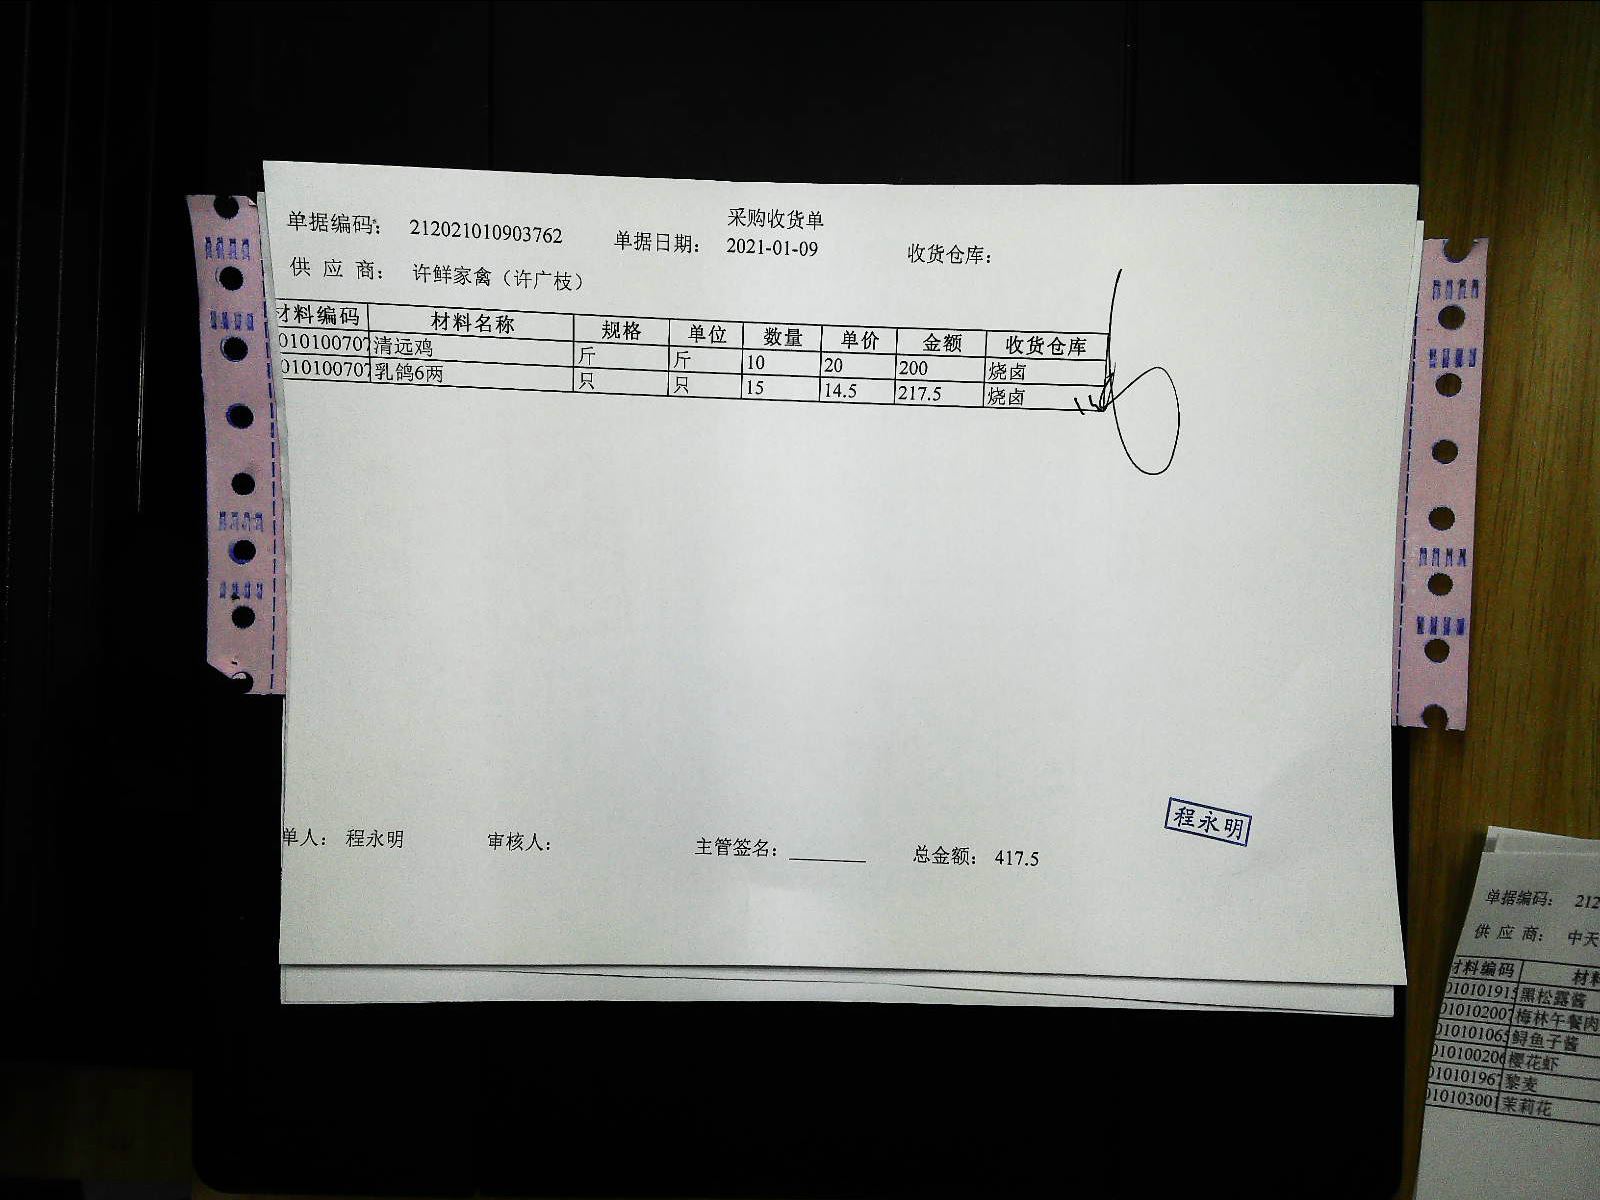 采购收货单
单据编码： 212021010903762 单据日期： 2021-01-09 收货仓库：
供 应 商： 许鲜家禽（许广枝）
材料编码 材料名称 规格 单位 数量 单价 金额 收货仓库
010100707 清远鸡 斤 斤 10 20 200 烧卤
010100707 乳鸽6两 只 只 15 14.5 217.5 烧卤
单人： 程永明 审核人： 主管签名：________ 总金额： 417.5
程永明
单据编码： 212
供 应 商： 中天
材料编码 材料
010101915 黑松露酱
010102007 梅林午餐肉
010101065 鲟鱼子酱
010100206 樱花虾
010101967 黎麦
010103001 茉莉花